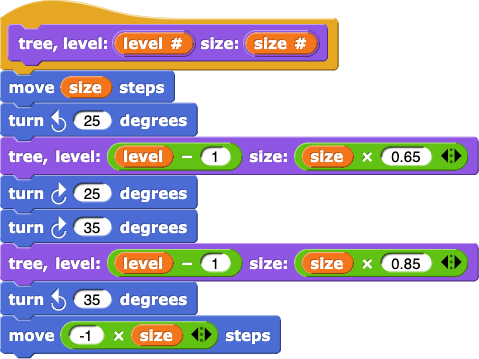 tree, level: level # size: size #
move size steps
turn 25 degrees
tree, level: level − 1 size: size × 0.65
turn 25 degrees
turn 35 degrees
tree, level: level − 1 size: size × 0.85
turn 35 degrees
move -1 × size steps